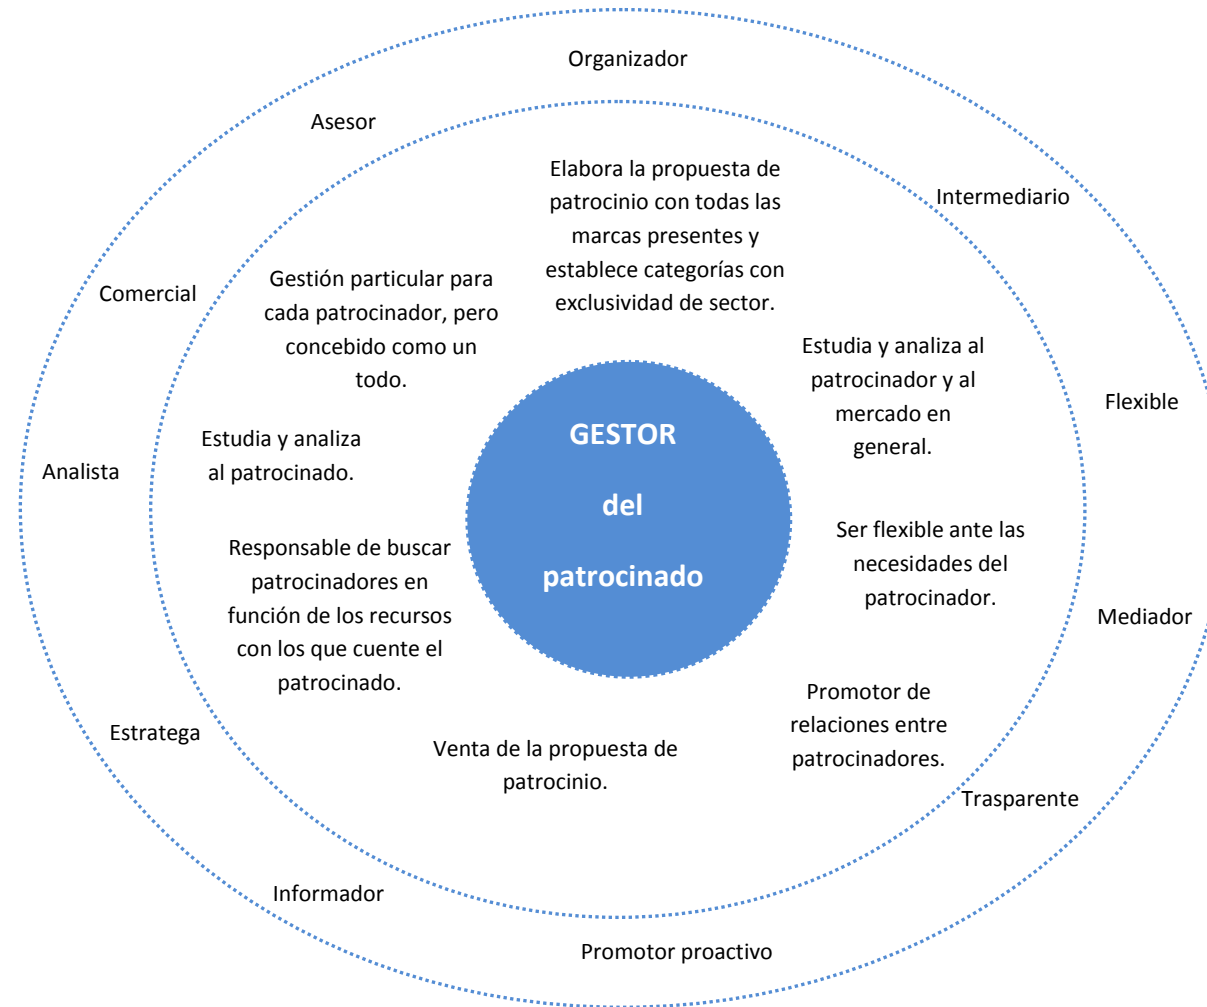 Organizador
Asesor
Intermediario
Comercial
Flexible
Analista
Mediador
Estratega
Trasparente
Informador
Promotor proactivo
Elabora la propuesta de
patrocinio con todas las
marcas presentes y
establece categorías con
exclusividad de sector.
Gestión particular para
cada patrocinador, pero
concebido como un
todo.
Estudia y analiza al
patrocinador y al
mercado en
general.
Estudia y analiza
al patrocinado.
Ser flexible ante las
necesidades del
patrocinador.
Responsable de buscar
patrocinadores en
función de los recursos
con los que cuente el
patrocinado.
Promotor de
relaciones entre
patrocinadores.
Venta de la propuesta de
patrocinio.
GESTOR
del
patrocinado